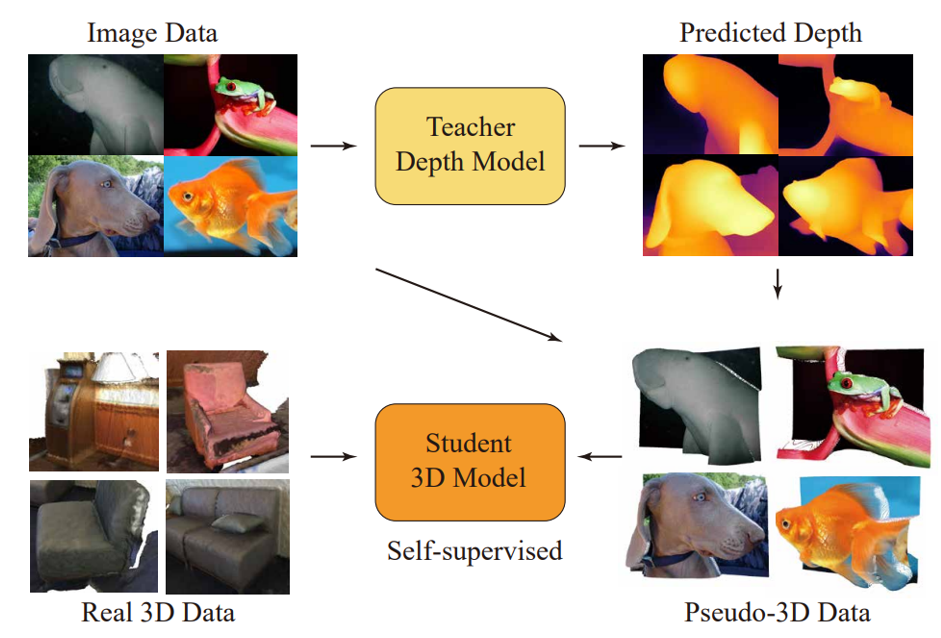 Image Data
Predicted Depth
Teacher
Depth Model
Student
3D Model
Self-supervised
Real 3D Data
Pseudo-3D Data